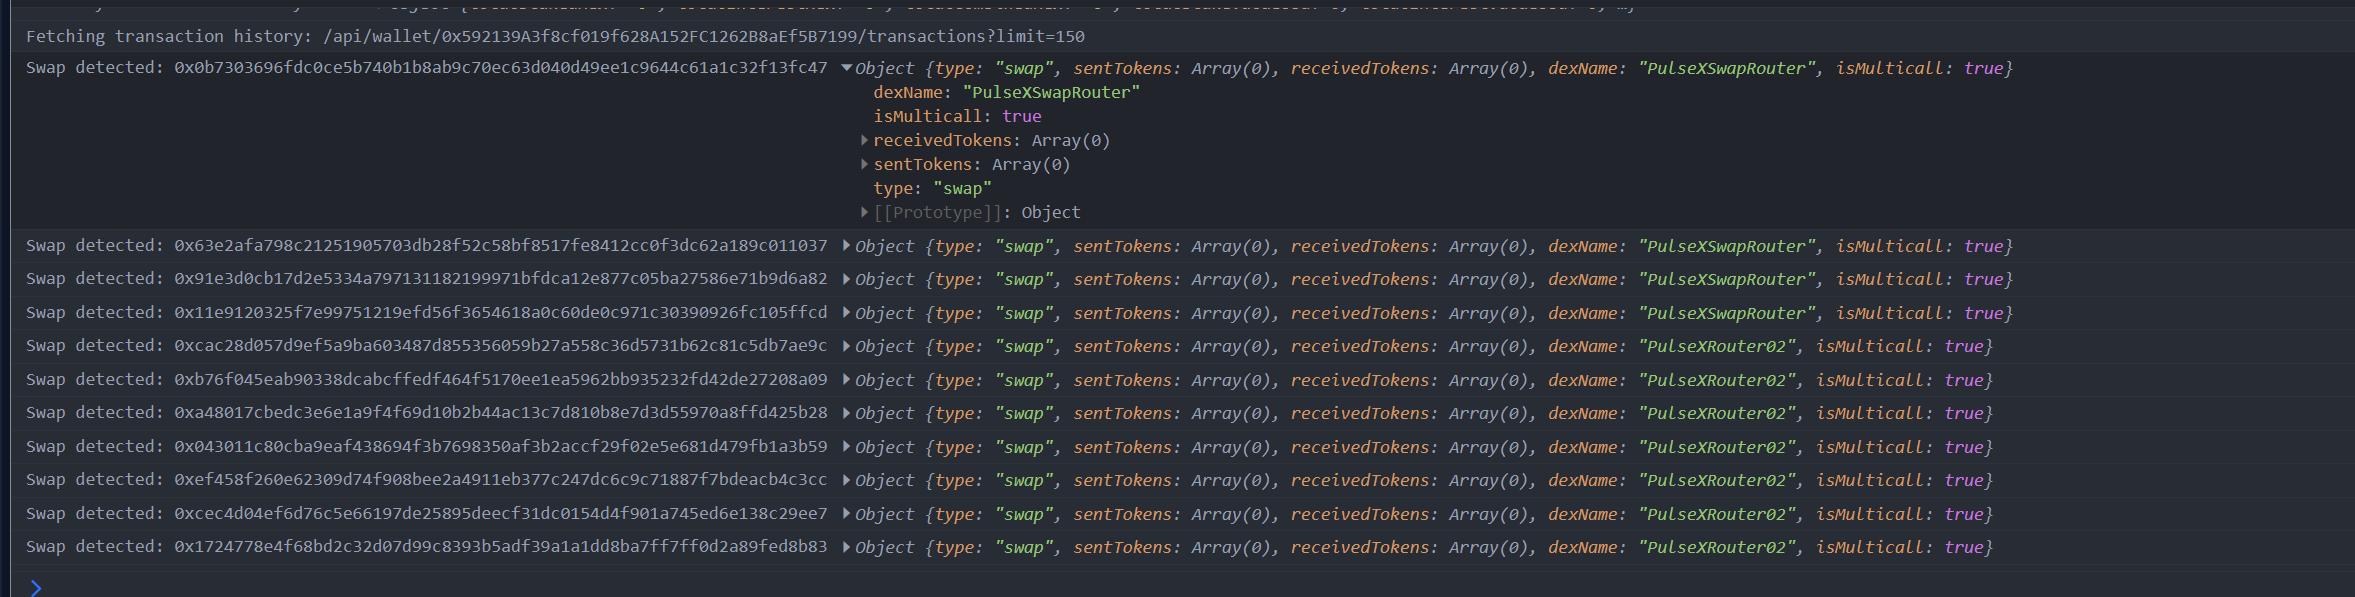 Fetching transaction history: /api/wallet/0x592139A3f8cf019f628A152FC1262B8aEf5B7199/transactions?limit=150
Swap detected: 0x0b7303696fdc0ce5b740b1b8ab9c70ec63d040d49ee1c9644c61a1c32f13fc47 Object {type: "swap", sentTokens: Array(0), receivedTokens: Array(0), dexName: "PulseXSwapRouter", isMulticall: true}
dexName: "PulseXSwapRouter"
isMulticall: true
receivedTokens: Array(0)
sentTokens: Array(0)
type: "swap"
[[Prototype]]: Object
Swap detected: 0x63e2afa798c21251905703db28f52c58bf8517fe8412cc0f3dc62a189c011037 Object {type: "swap", sentTokens: Array(0), receivedTokens: Array(0), dexName: "PulseXSwapRouter", isMulticall: true}
Swap detected: 0x91e3d0cb17d2e5334a797131182199971bfdca12e877c05ba27586e71b9d6a82 Object {type: "swap", sentTokens: Array(0), receivedTokens: Array(0), dexName: "PulseXSwapRouter", isMulticall: true}
Swap detected: 0x11e9120325f7e99751219efd56f3654618a0c60de0c971c30390926fc105ffcd Object {type: "swap", sentTokens: Array(0), receivedTokens: Array(0), dexName: "PulseXSwapRouter", isMulticall: true}
Swap detected: 0xcac28d057d9ef5a9ba603487d855356059b27a558c36d5731b62c81c5db7ae9c Object {type: "swap", sentTokens: Array(0), receivedTokens: Array(0), dexName: "PulseXRouter02", isMulticall: true}
Swap detected: 0xb76f045eab90338dcabcffedf464f5170ee1ea5962bb935232fd42de27208a09 Object {type: "swap", sentTokens: Array(0), receivedTokens: Array(0), dexName: "PulseXRouter02", isMulticall: true}
Swap detected: 0xa48017cbedc3e6e1a9f4f69d10b2b44ac13c7d810b8e7d3d55970a8ffd425b28 Object {type: "swap", sentTokens: Array(0), receivedTokens: Array(0), dexName: "PulseXRouter02", isMulticall: true}
Swap detected: 0x043011c80cba9eaf438694f3b7698350af3b2accf29f02e5e681d479fb1a3b59 Object {type: "swap", sentTokens: Array(0), receivedTokens: Array(0), dexName: "PulseXRouter02", isMulticall: true}
Swap detected: 0xef458f260e62309d74f908bee2a4911eb377c247dc6c9c71887f7bdeacb4c3cc Object {type: "swap", sentTokens: Array(0), receivedTokens: Array(0), dexName: "PulseXRouter02", isMulticall: true}
Swap detected: 0xcec4d04ef6d76c5e66197de25895deecf31dc0154d4f901a745ed6e138c29ee7 Object {type: "swap", sentTokens: Array(0), receivedTokens: Array(0), dexName: "PulseXRouter02", isMulticall: true}
Swap detected: 0x1724778e4f68bd2c32d07d99c8393b5adf39a1a1dd8ba7ff7ff0d2a89fed8b83 Object {type: "swap", sentTokens: Array(0), receivedTokens: Array(0), dexName: "PulseXRouter02", isMulticall: true}